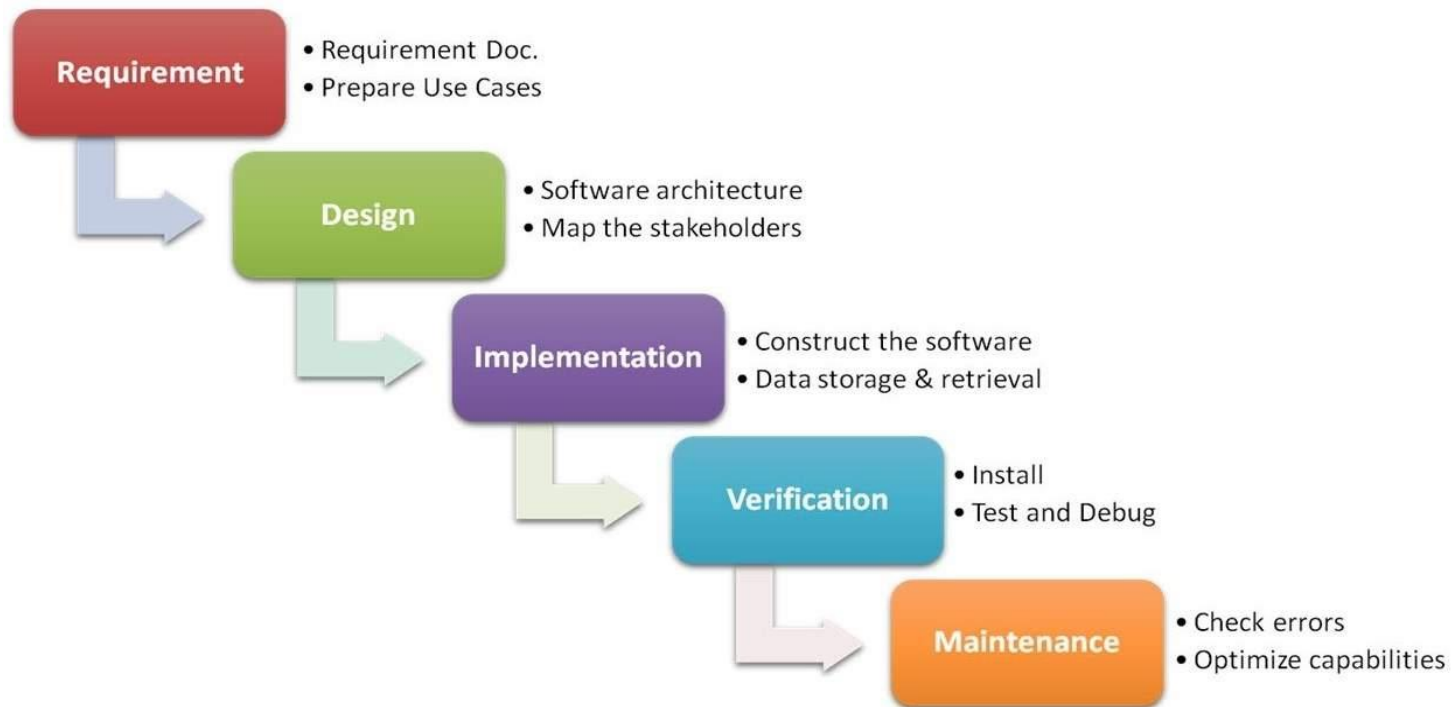 Requirement
• Requirement Doc.
• Prepare Use Cases
Design
• Software architecture
• Map the stakeholders
Implementation
• Construct the software
• Data storage & retrieval
Verification
• Install
• Test and Debug
Maintenance
• Check errors
• Optimize capabilities